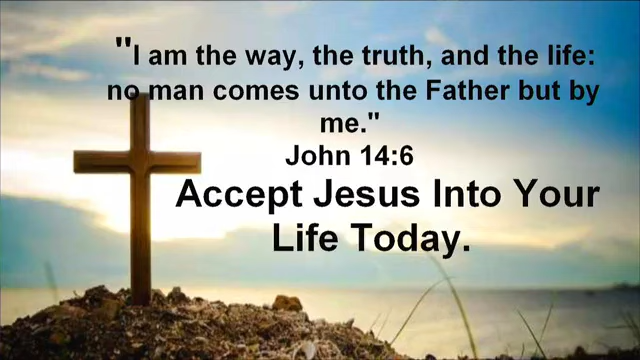 "I am the way, the truth, and the life:
no man comes unto the Father but by
me."
John 14:6
Accept Jesus Into Your
Life Today.